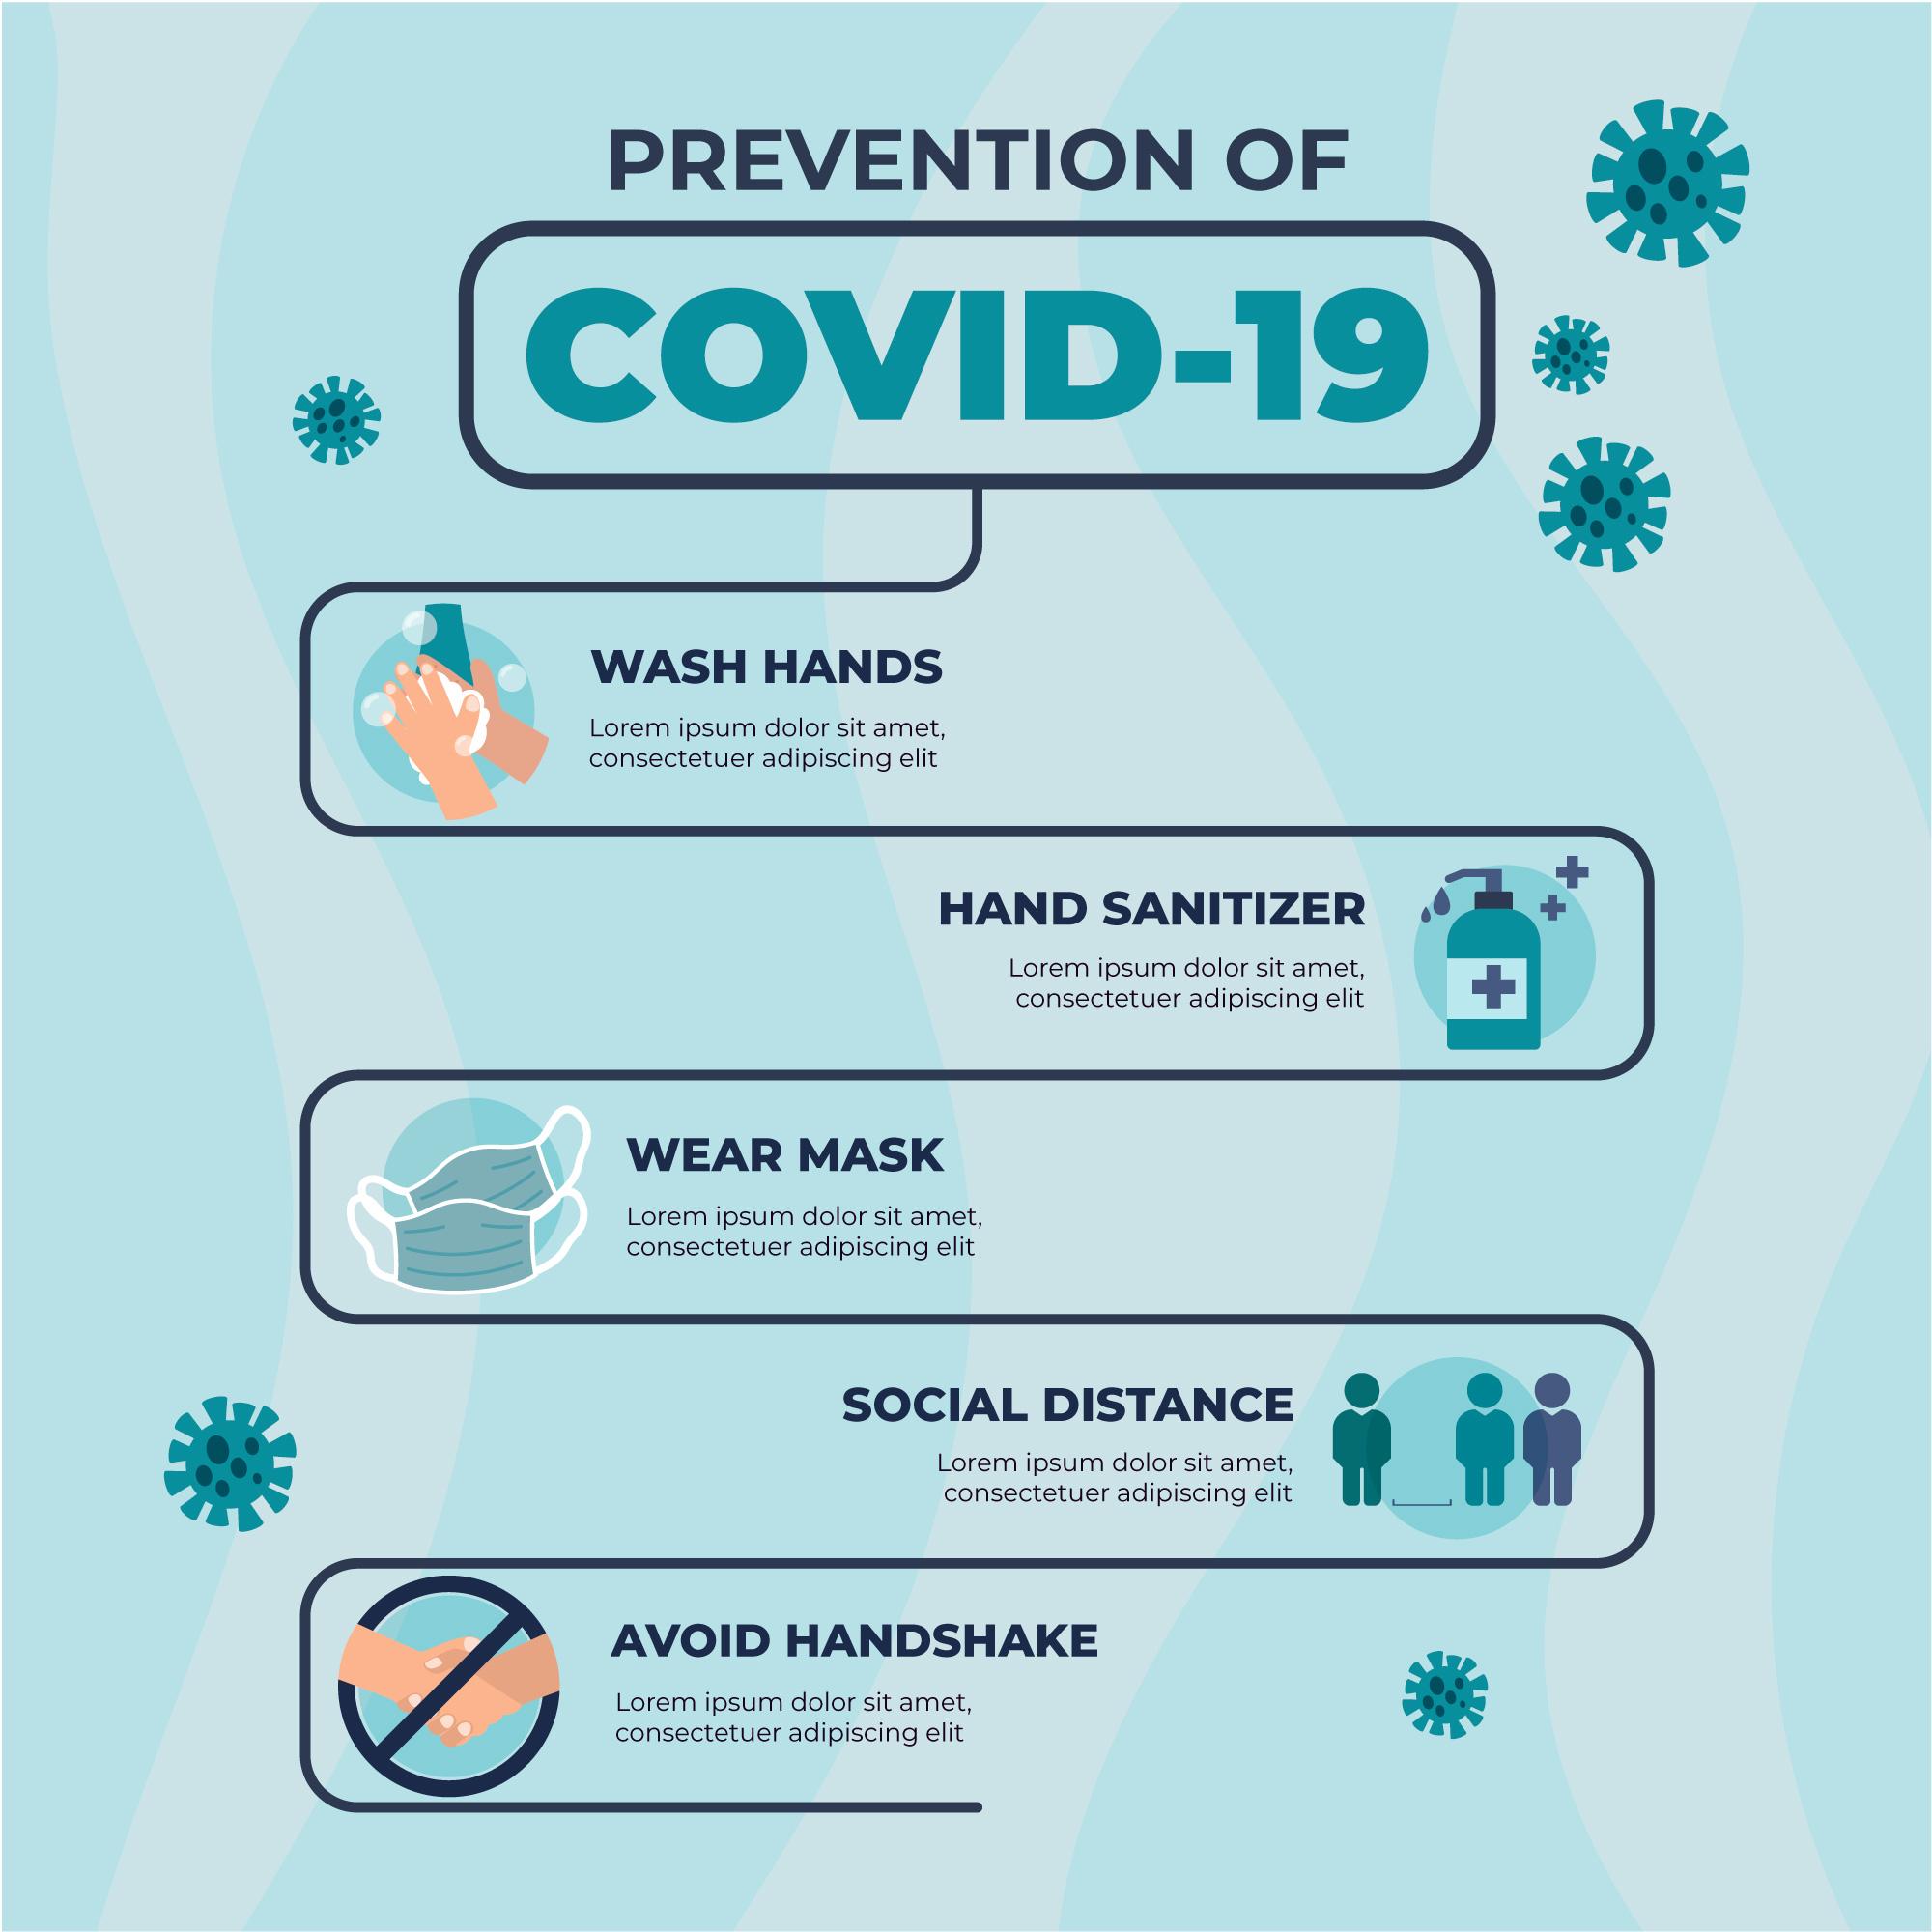 PREVENTION OF
COVID-19
WASH HANDS
Lorem ipsum dolor sit amet,
consectetuer adipiscing elit
HAND SANITIZER
Lorem ipsum dolor sit amet,
consectetuer adipiscing elit
WEAR MASK
Lorem ipsum dolor sit amet,
consectetuer adipiscing elit
SOCIAL DISTANCE
Lorem ipsum dolor sit amet,
consectetuer adipiscing elit
AVOID HANDSHAKE
Lorem ipsum dolor sit amet,
consectetuer adipiscing elit